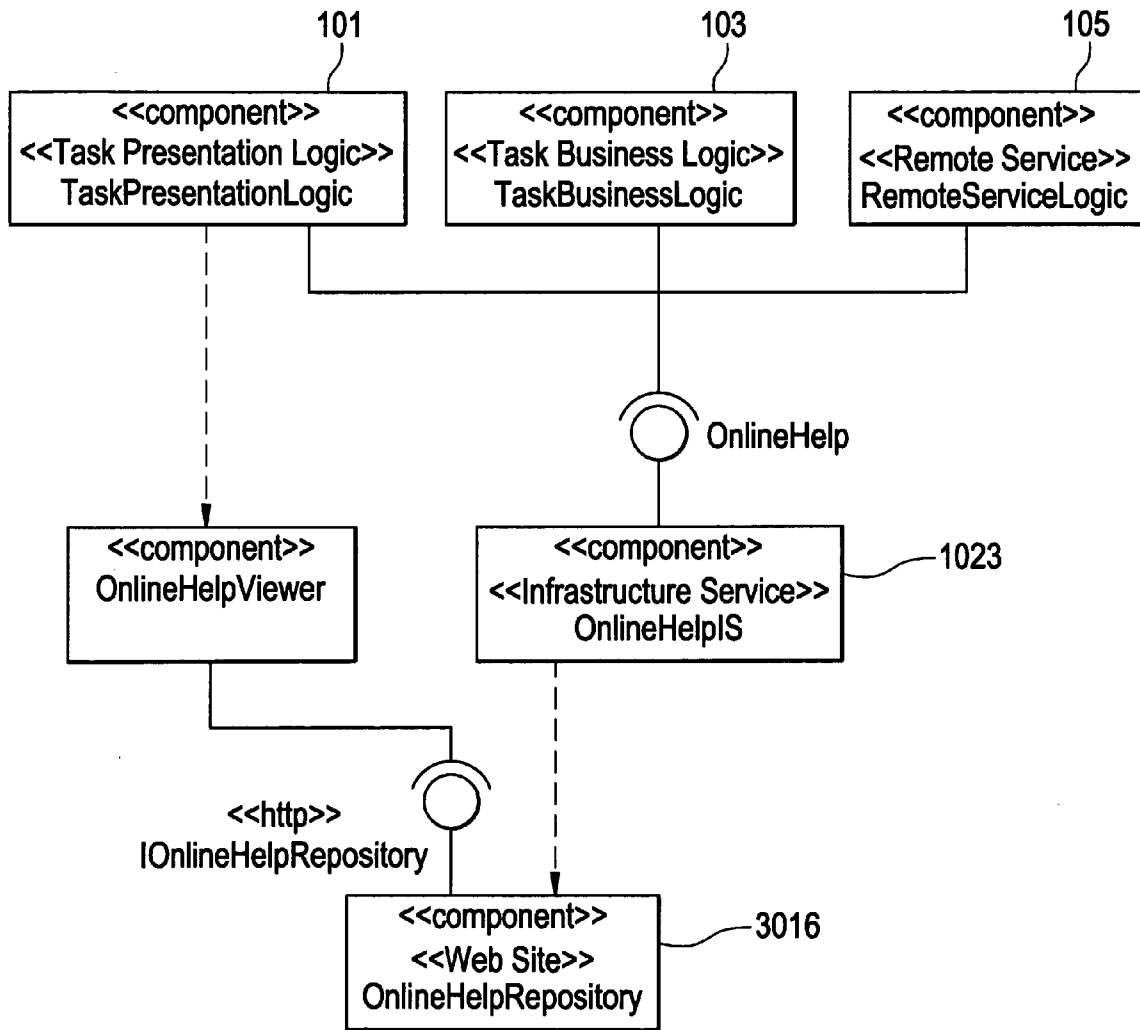 101
103
105
<<component>>
<<Task Presentation Logic>>
TaskPresentationLogic
<<component>>
<<Task Business Logic>>
TaskBusinessLogic
<<component>>
<<Remote Service>>
RemoteServiceLogic
OnlineHelp
<<component>>
OnlineHelpViewer
<<component>>
<<Infrastructure Service>>
OnlineHelpIS
1023
<<http>>
IOnlineHelpRepository
<<component>>
<<Web Site>>
OnlineHelpRepository
3016